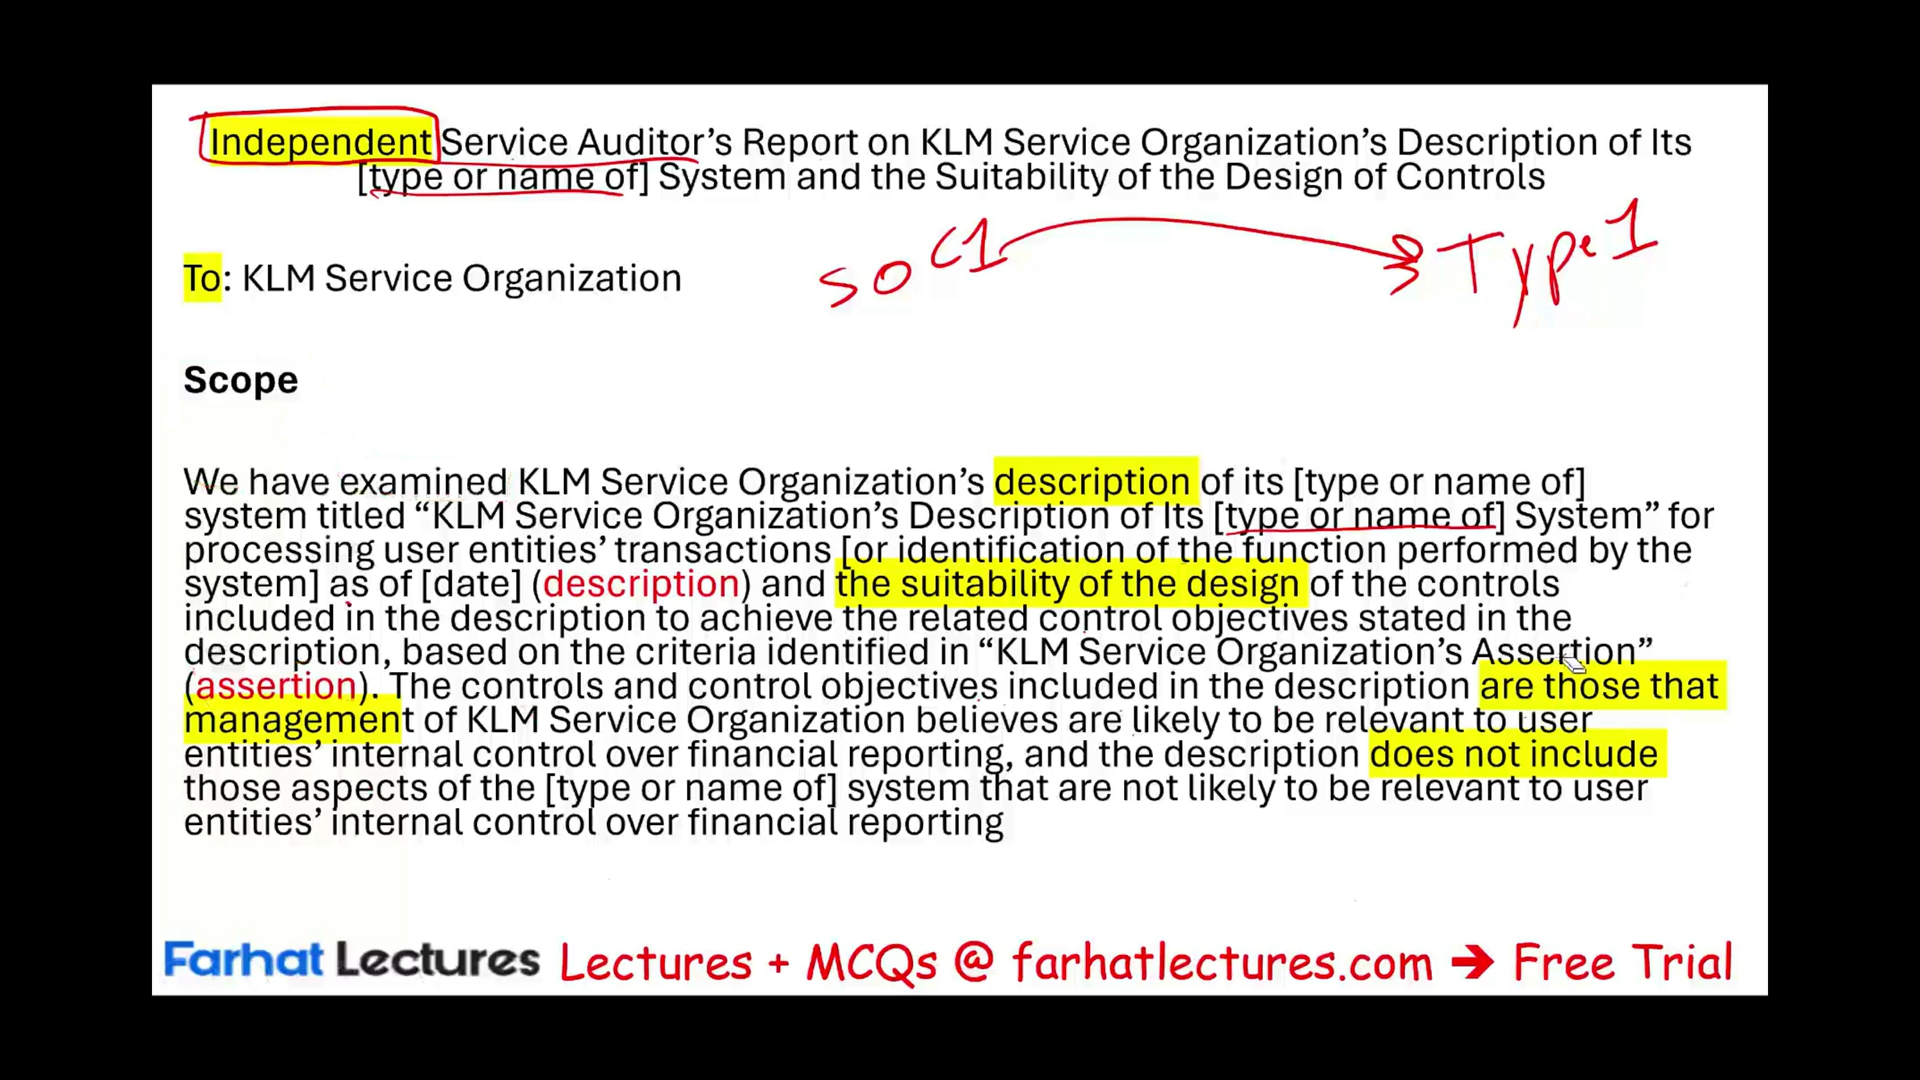 Independent Service Auditor’s Report on KLM Service Organization’s Description of Its
[type or name of] System and the Suitability of the Design of Controls
soc1 Type1
To: KLM Service Organization
Scope
We have examined KLM Service Organization’s description of its [type or name of]
system titled “KLM Service Organization’s Description of Its [type or name of] System” for
processing user entities’ transactions [or identification of the function performed by the
system] as of [date] (description) and the suitability of the design of the controls
included in the description to achieve the related control objectives stated in the
description, based on the criteria identified in “KLM Service Organization’s Assertion”
(assertion). The controls and control objectives included in the description are those that
management of KLM Service Organization believes are likely to be relevant to user
entities’ internal control over financial reporting, and the description does not include
those aspects of the [type or name of] system that are not likely to be relevant to user
entities’ internal control over financial reporting
Farhat Lectures Lectures + MCQs @ farhatlectures.com → Free Trial